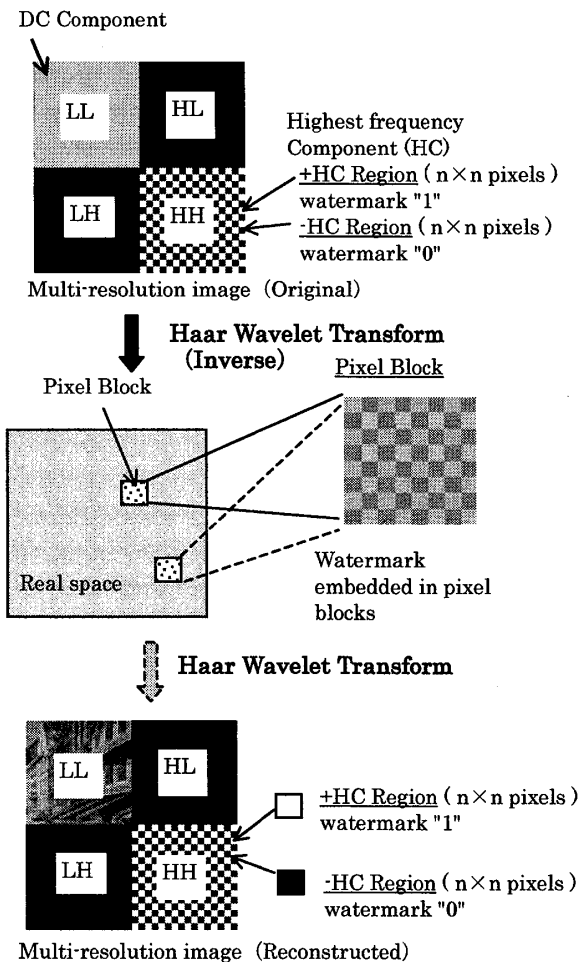 DC Component
LL
HL
Highest frequency
Component (HC)
+HC Region ( n×n pixels )
watermark "1"
-HC Region ( n×n pixels )
watermark "0"
LH
HH
Multi-resolution image (Original)
Haar Wavelet Transform
(Inverse)
Pixel Block
Pixel Block
Real space
Watermark
embedded in pixel
blocks
Haar Wavelet Transform
LL
HL
+HC Region ( n×n pixels )
watermark "1"
LH
HH
-HC Region ( n×n pixels )
watermark "0"
Multi-resolution image (Reconstructed)